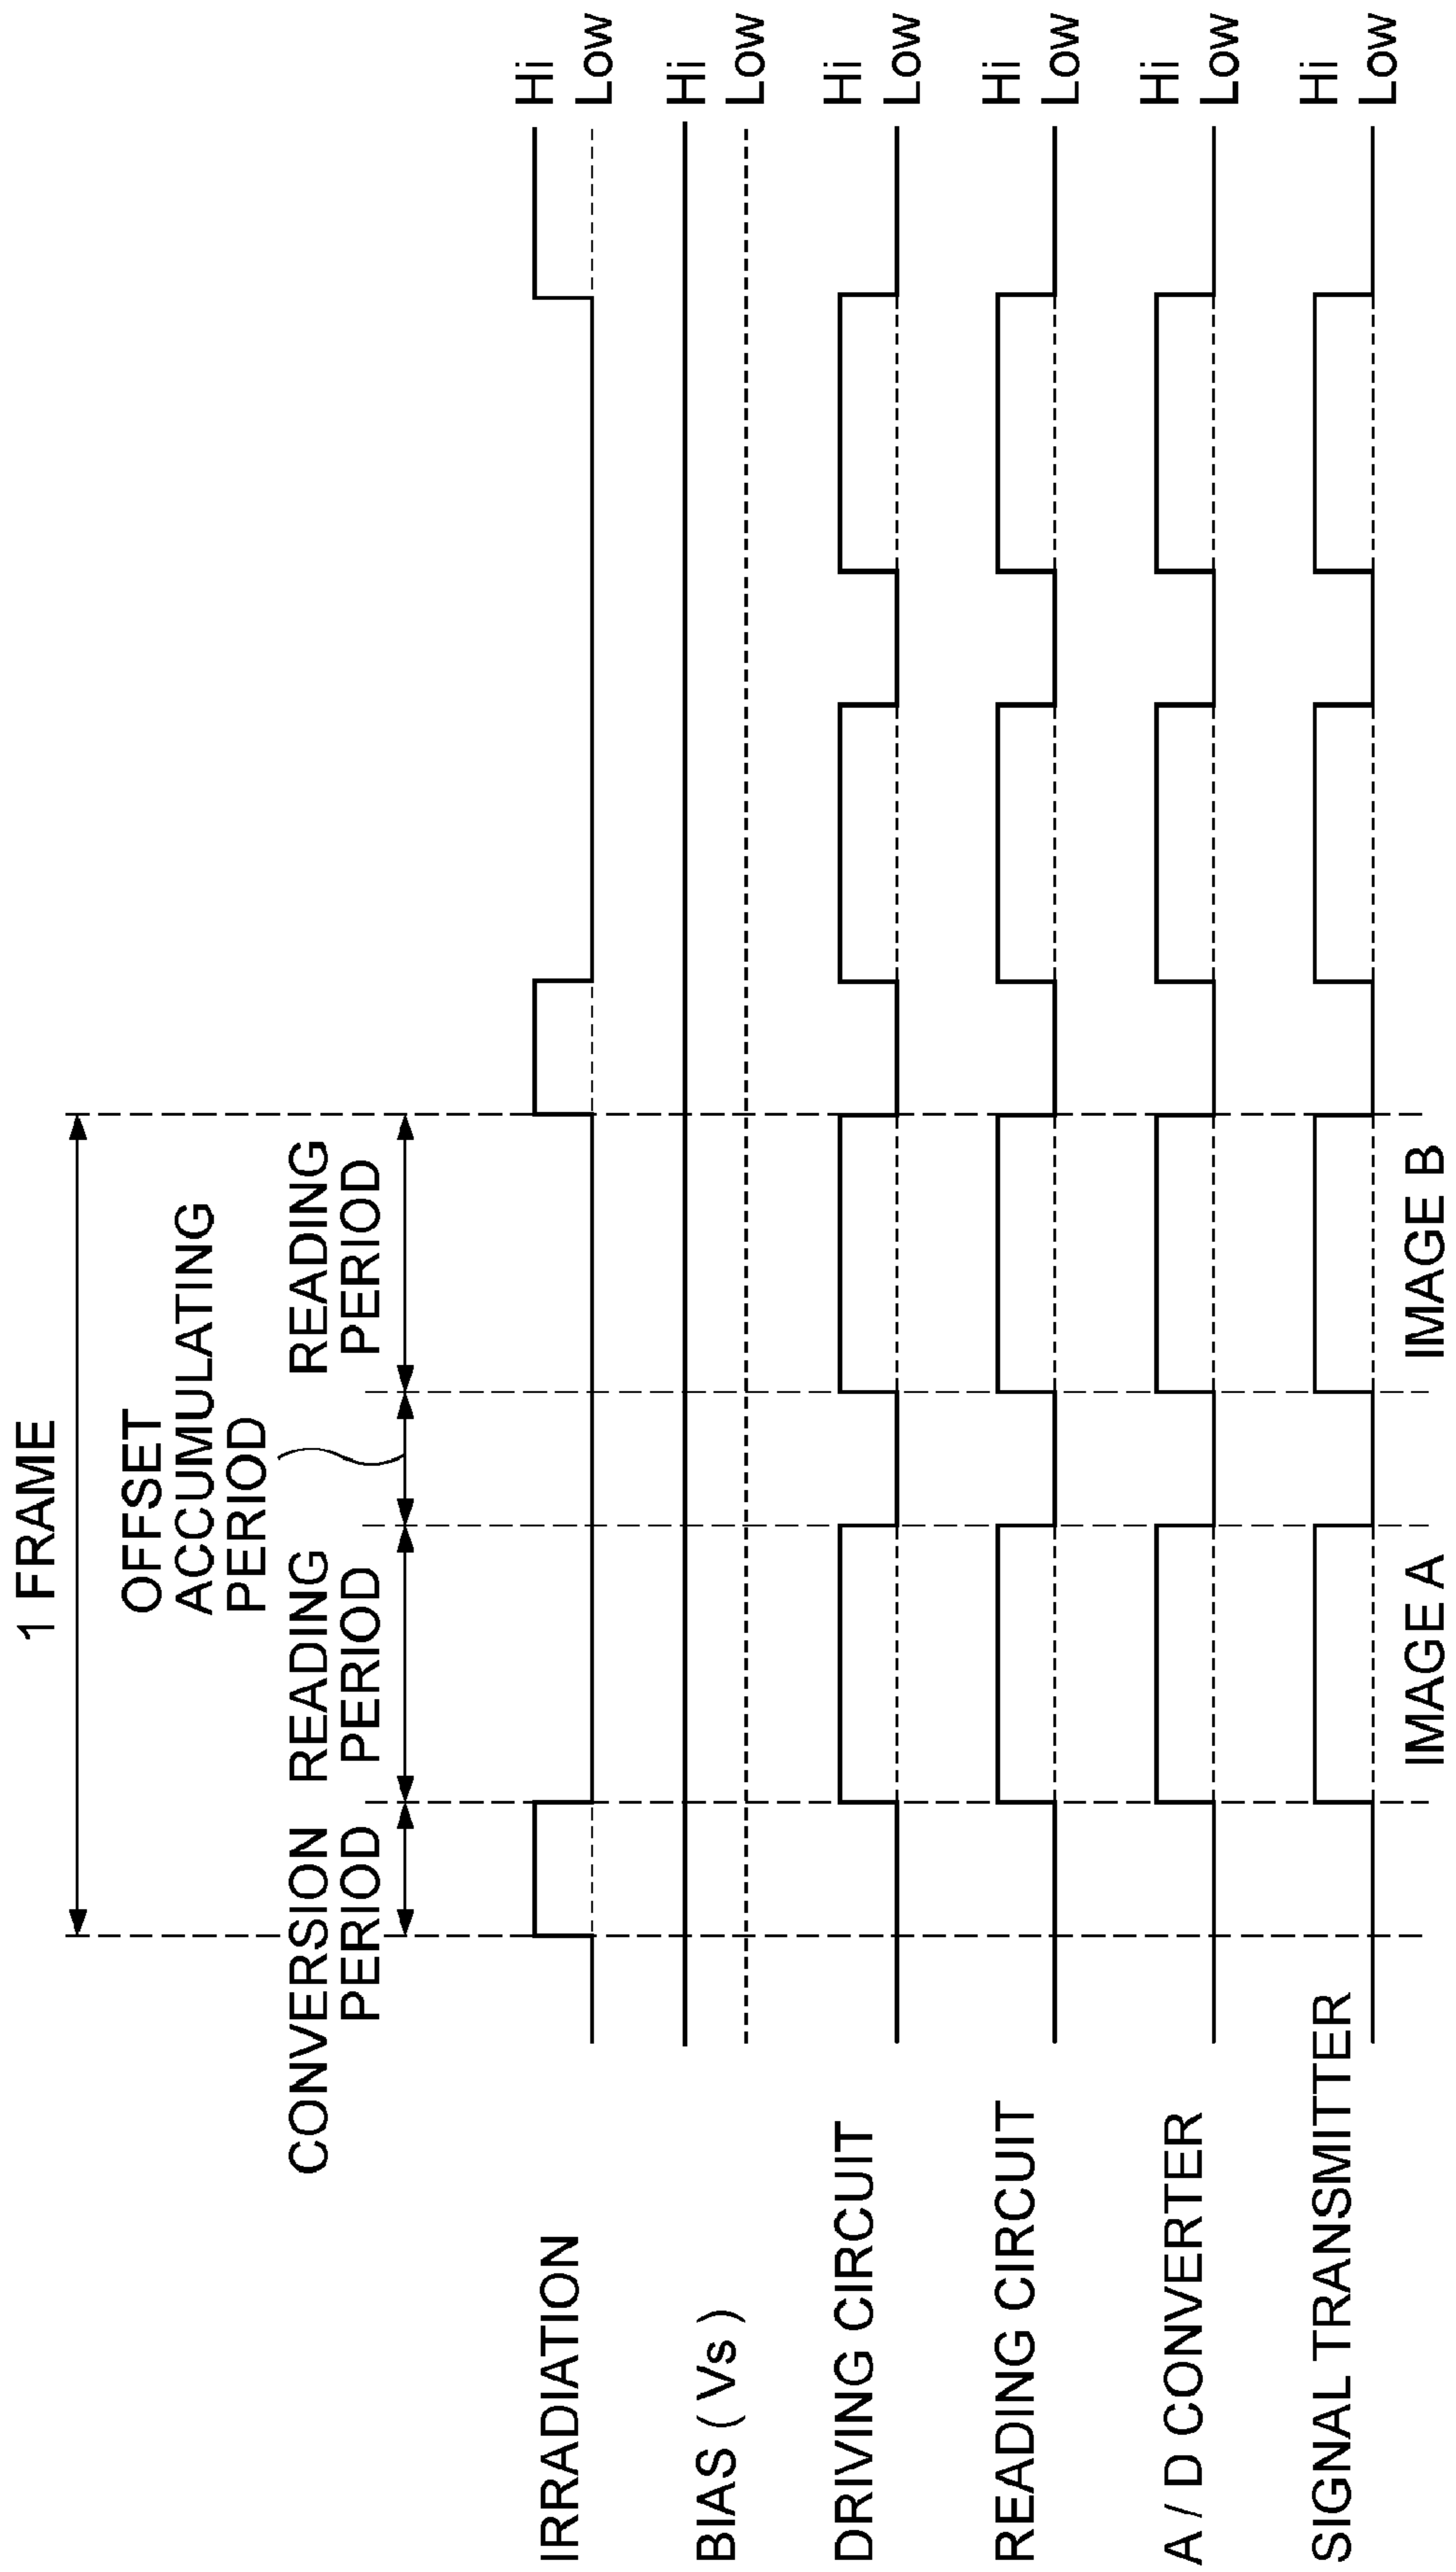 1 FRAME
OFFSET
ACCUMULATING
PERIOD
CONVERSION
PERIOD
READING
PERIOD
READING
PERIOD
IRRADIATION
Hi
Low
BIAS ( Vs )
Hi
Low
DRIVING CIRCUIT
Hi
Low
READING CIRCUIT
Hi
Low
A / D CONVERTER
Hi
Low
SIGNAL TRANSMITTER
Hi
Low
IMAGE A
IMAGE B